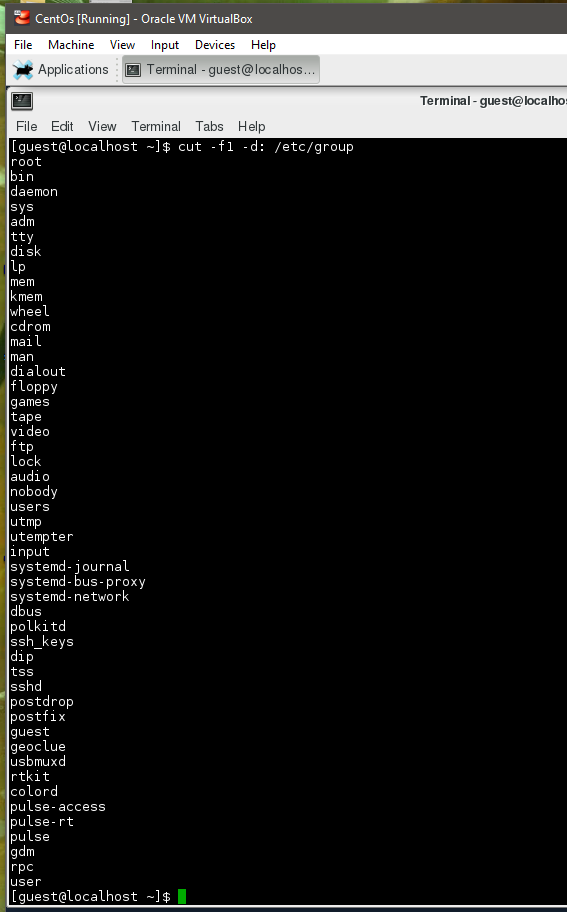 CentOs [Running] - Oracle VM VirtualBox
File Machine View Input Devices Help
Applications Terminal - guest@localhos...
Terminal - guest@localhos
File Edit View Terminal Tabs Help
[guest@localhost ~]$ cut -f1 -d: /etc/group
root
bin
daemon
sys
adm
tty
disk
lp
mem
kmem
wheel
cdrom
mail
man
dialout
floppy
games
tape
video
ftp
lock
audio
nobody
users
utmp
utempter
input
systemd-journal
systemd-bus-proxy
systemd-network
dbus
polkitd
ssh_keys
dip
tss
sshd
postdrop
postfix
guest
geoclue
usbmuxd
rtkit
colord
pulse-access
pulse-rt
pulse
gdm
rpc
user
[guest@localhost ~]$